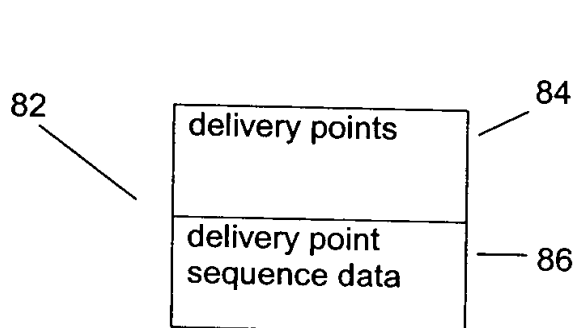 82
84
delivery points
delivery point
sequence data
86